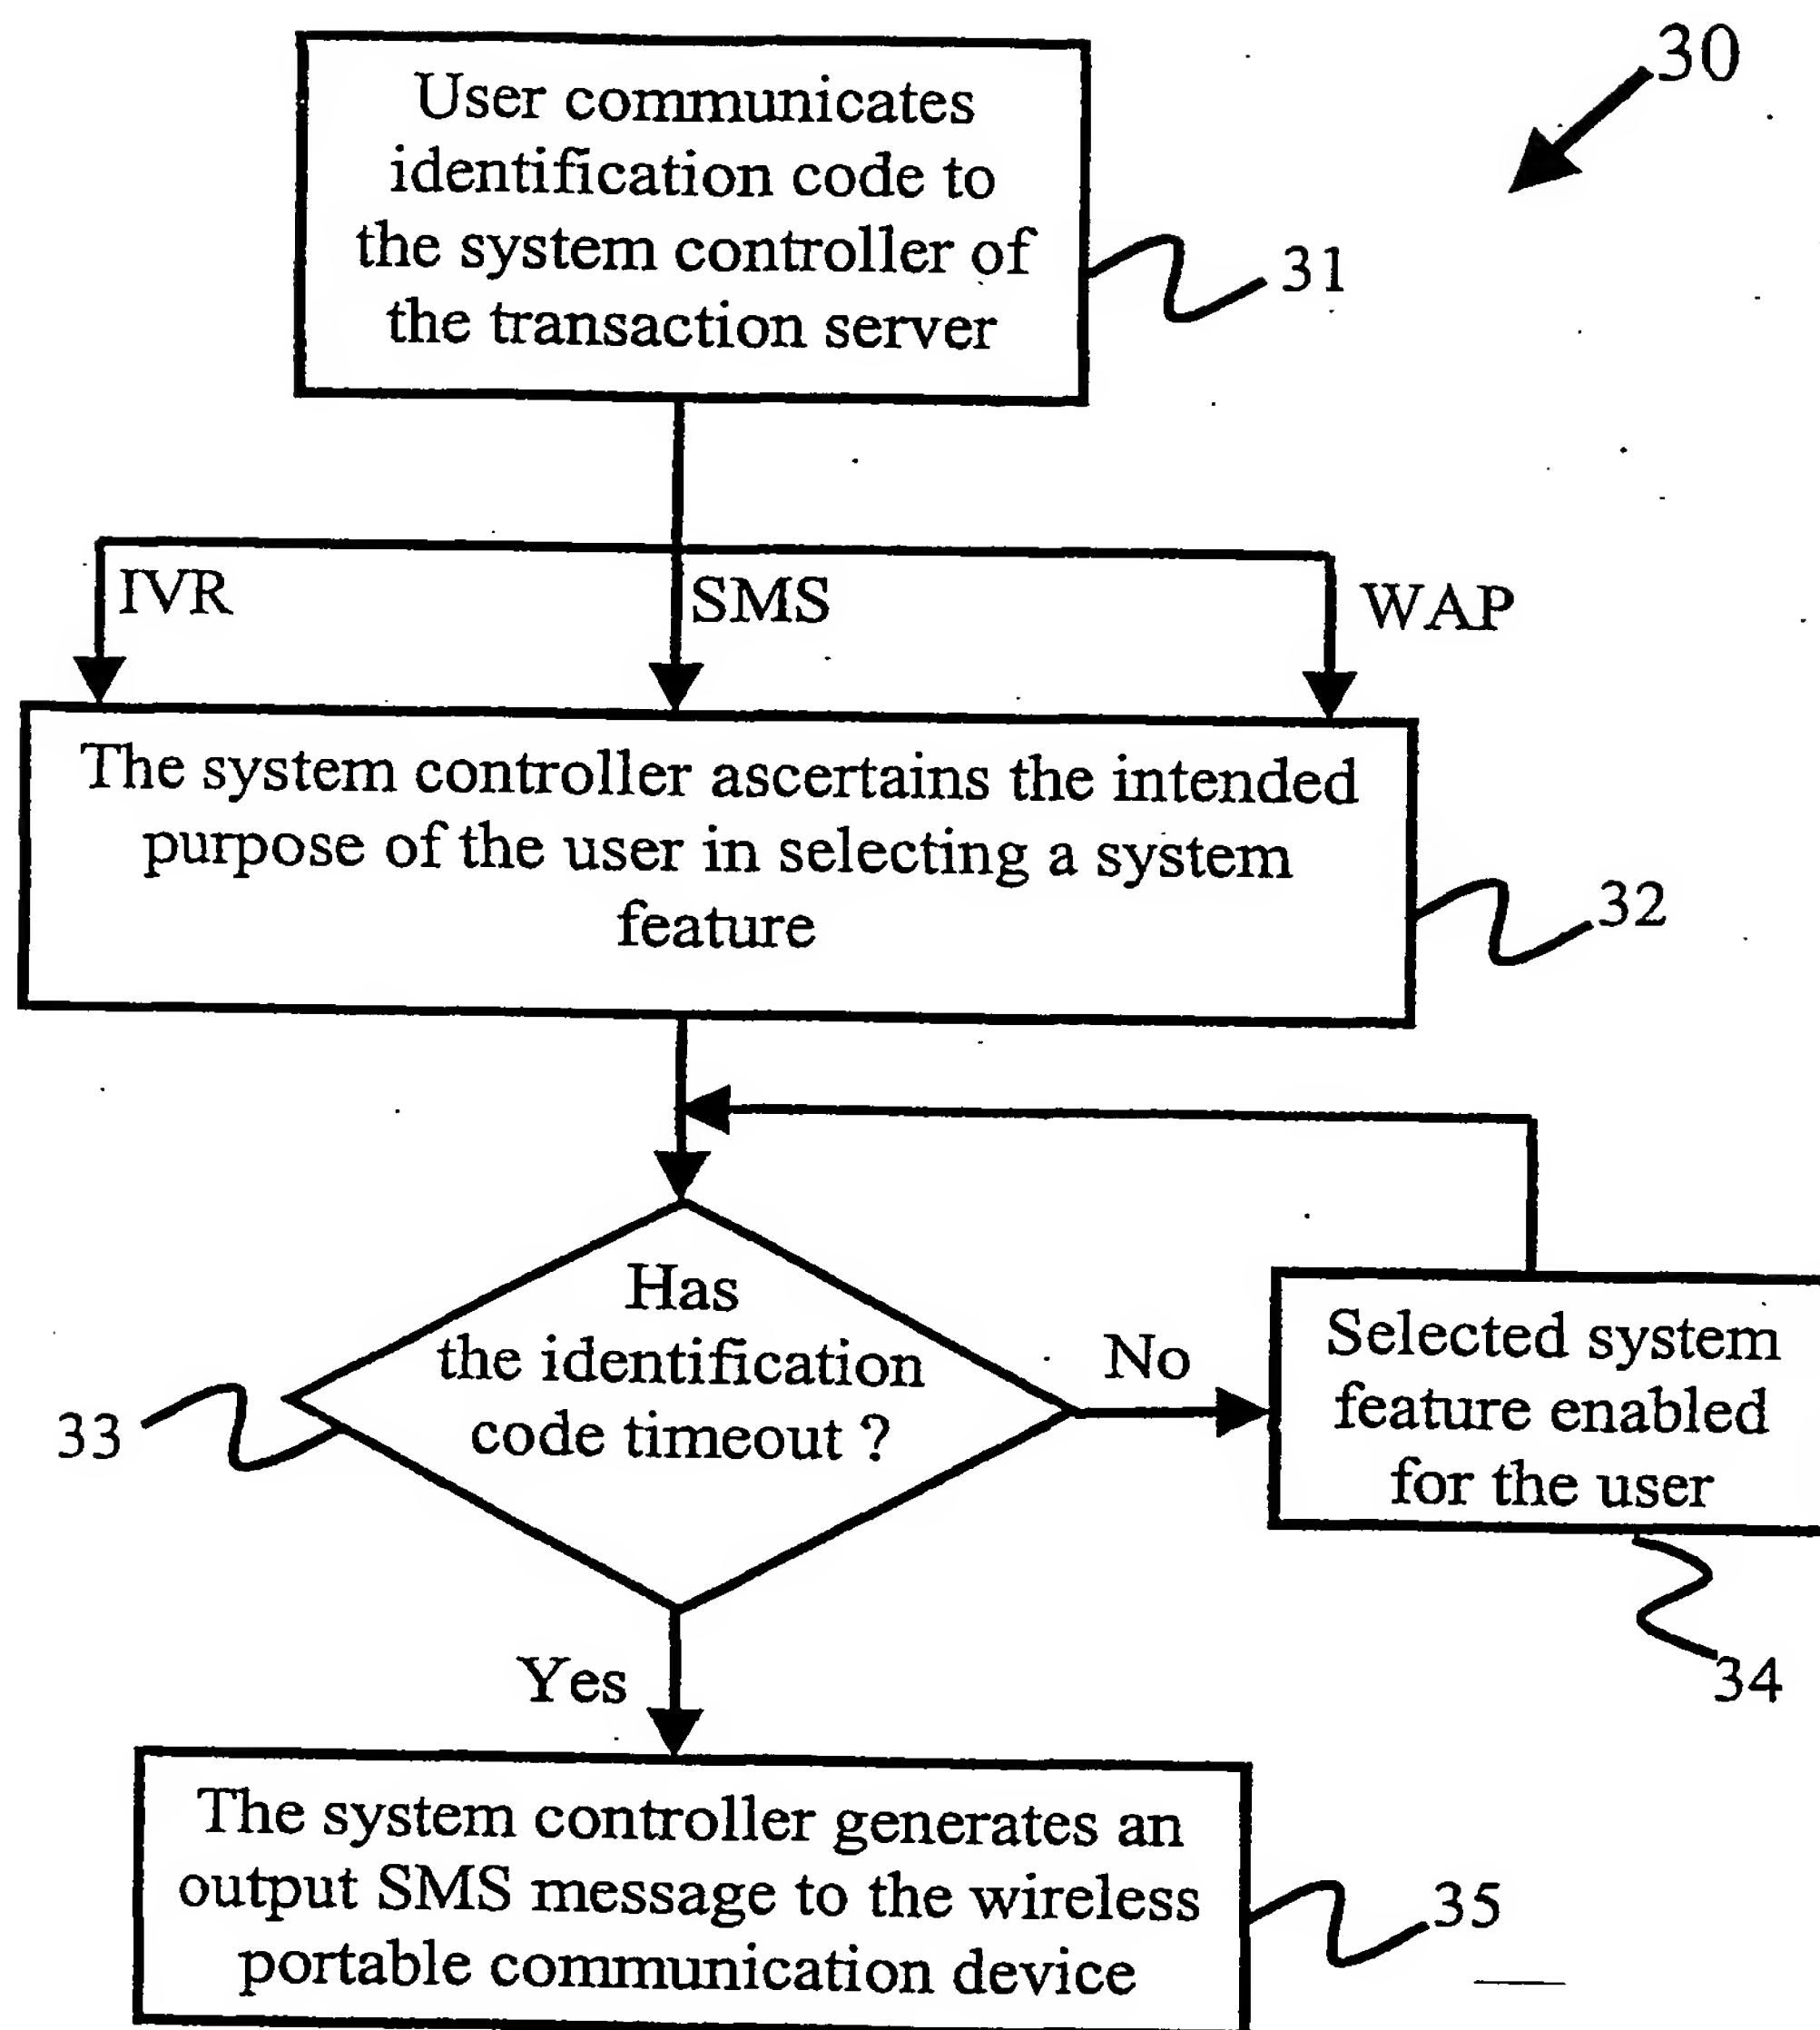 30
User communicates
identification code to
the system controller of
the transaction server
31
IVR
SMS
WAP
The system controller ascertains the intended
purpose of the user in selecting a system
feature
32
Has
the identification
code timeout ?
33
No
Selected system
feature enabled
for the user
34
Yes
The system controller generates an
output SMS message to the wireless
portable communication device
35